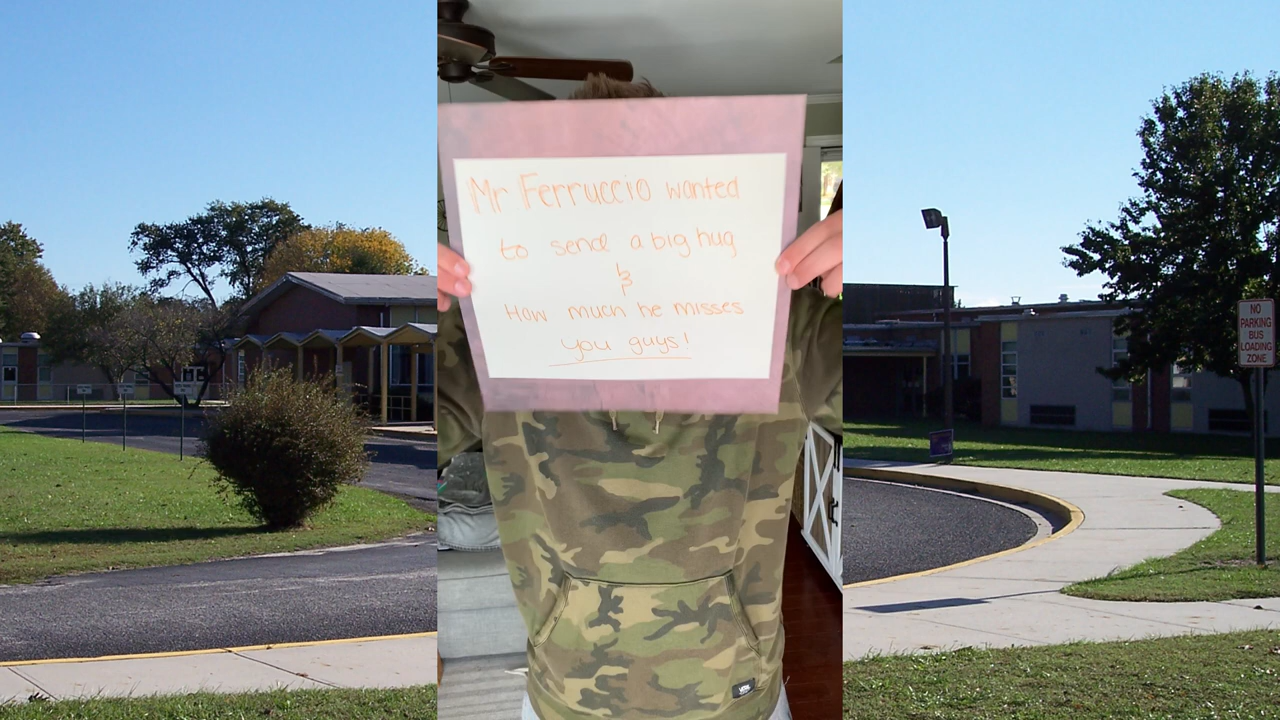 Mr Ferruccio wanted
to send a big hug
&
How much he misses
you guys!
NO
PARKING
BUS
LOADING
ZONE